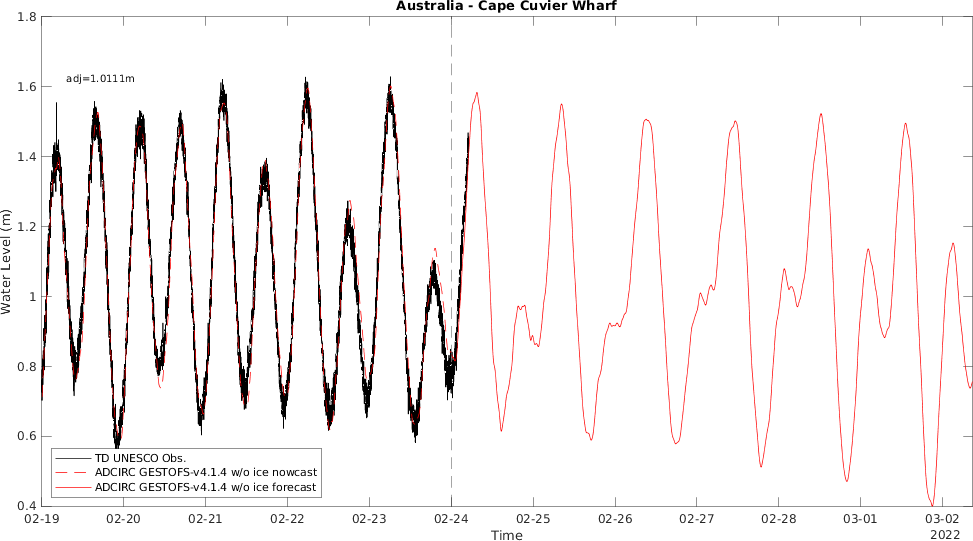 Australia - Cape Cuvier Wharf
1.8
1.6
1.4
1.2
1
0.8
0.6
0.4
Water Level (m)
adj=1.0111m
TD UNESCO Obs.
ADCIRC GESTOFS-v4.1.4 w/o ice nowcast
ADCIRC GESTOFS-v4.1.4 w/o ice forecast
02-19 02-20 02-21 02-22 02-23 02-24 02-25 02-26 02-27 02-28 03-01 03-02
Time
2022